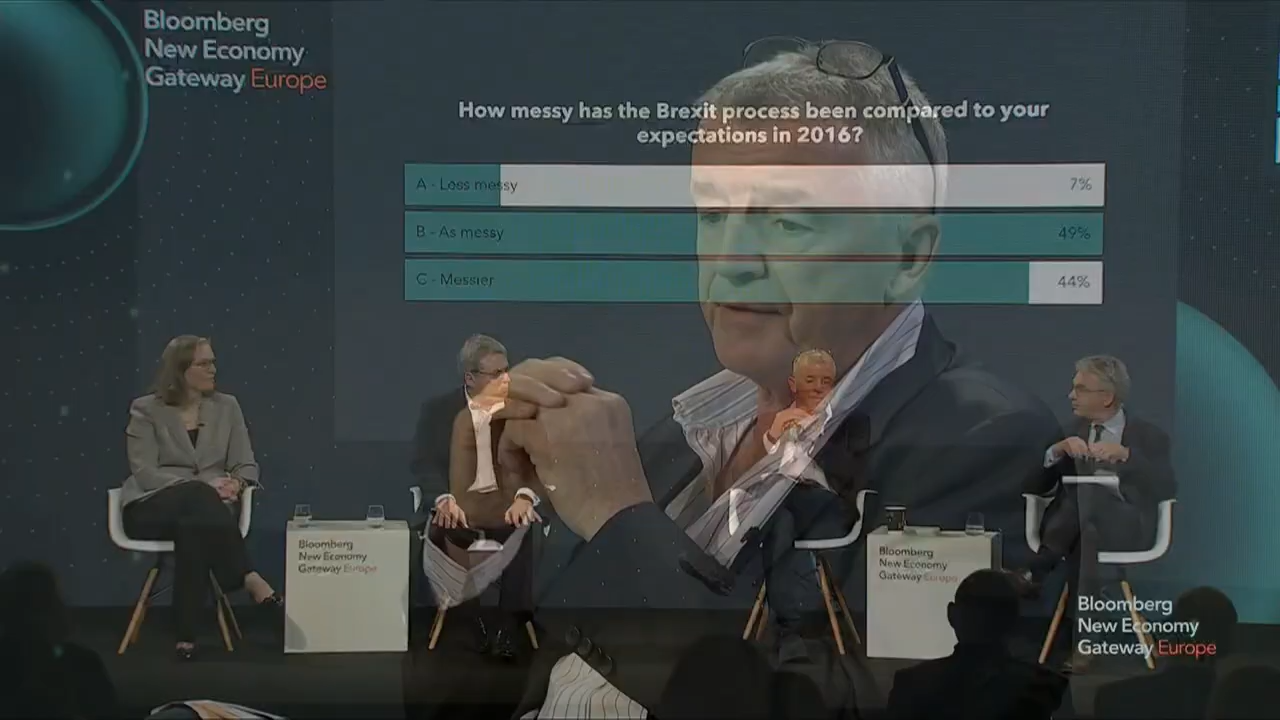 Bloomberg
New Economy
Gateway Europe
How messy has the Brexit process been compared to your
expectations in 2016?
A - Less messy 7%
B - As messy 49%
C - Messier 44%
Bloomberg
New Economy
Gateway Europe
Bloomberg
New Economy
Gateway Europe
Bloomberg
New Economy
Gateway Europe